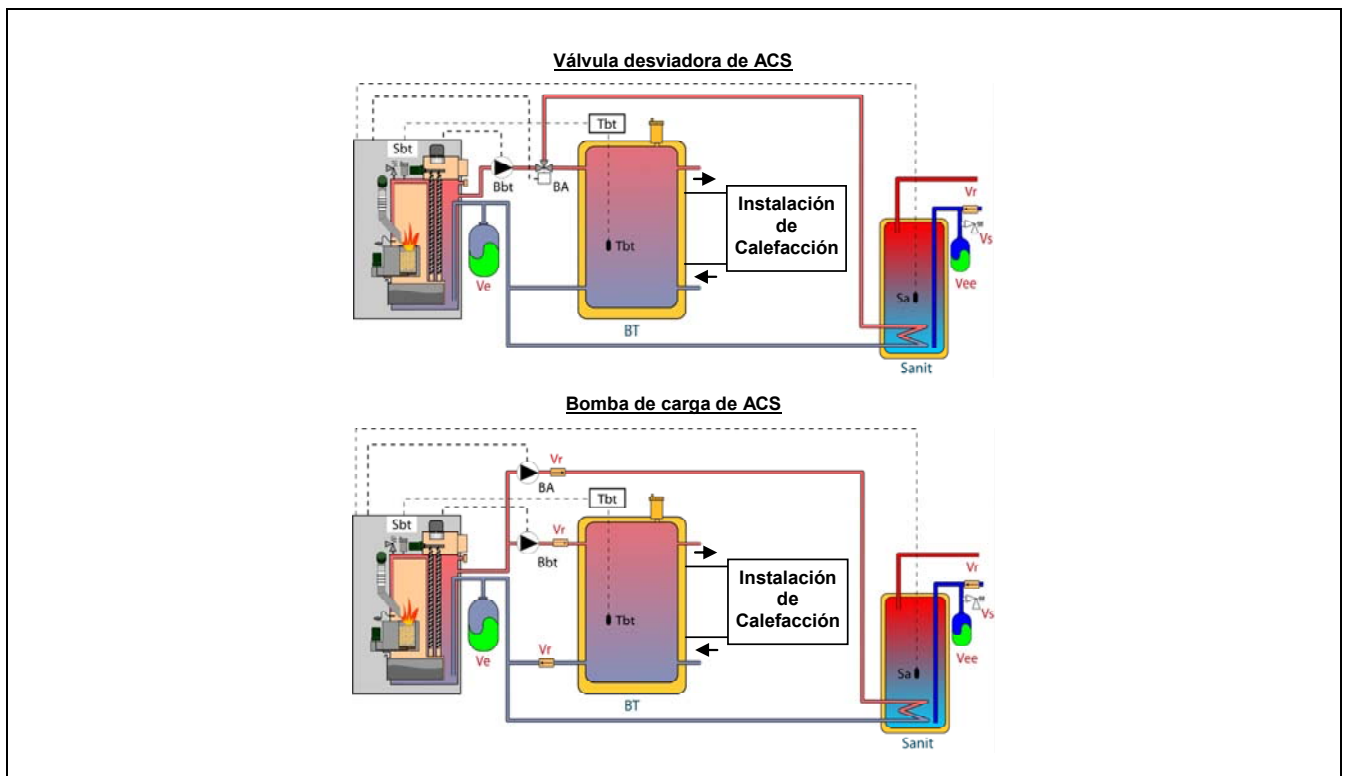 Válvula desviadora de ACS
Tbt
Sbt
Bbt
BA
Instalación
de
Calefacción
Vr
Vs
Tbt
Ve
Sa
Vee
BT
Sanit
Bomba de carga de ACS
Vr
BA
Tbt
Sbt
Vr
Bbt
Instalación
de
Calefacción
Vr
Vs
Tbt
Ve
Vr
Sa
Vee
BT
Sanit